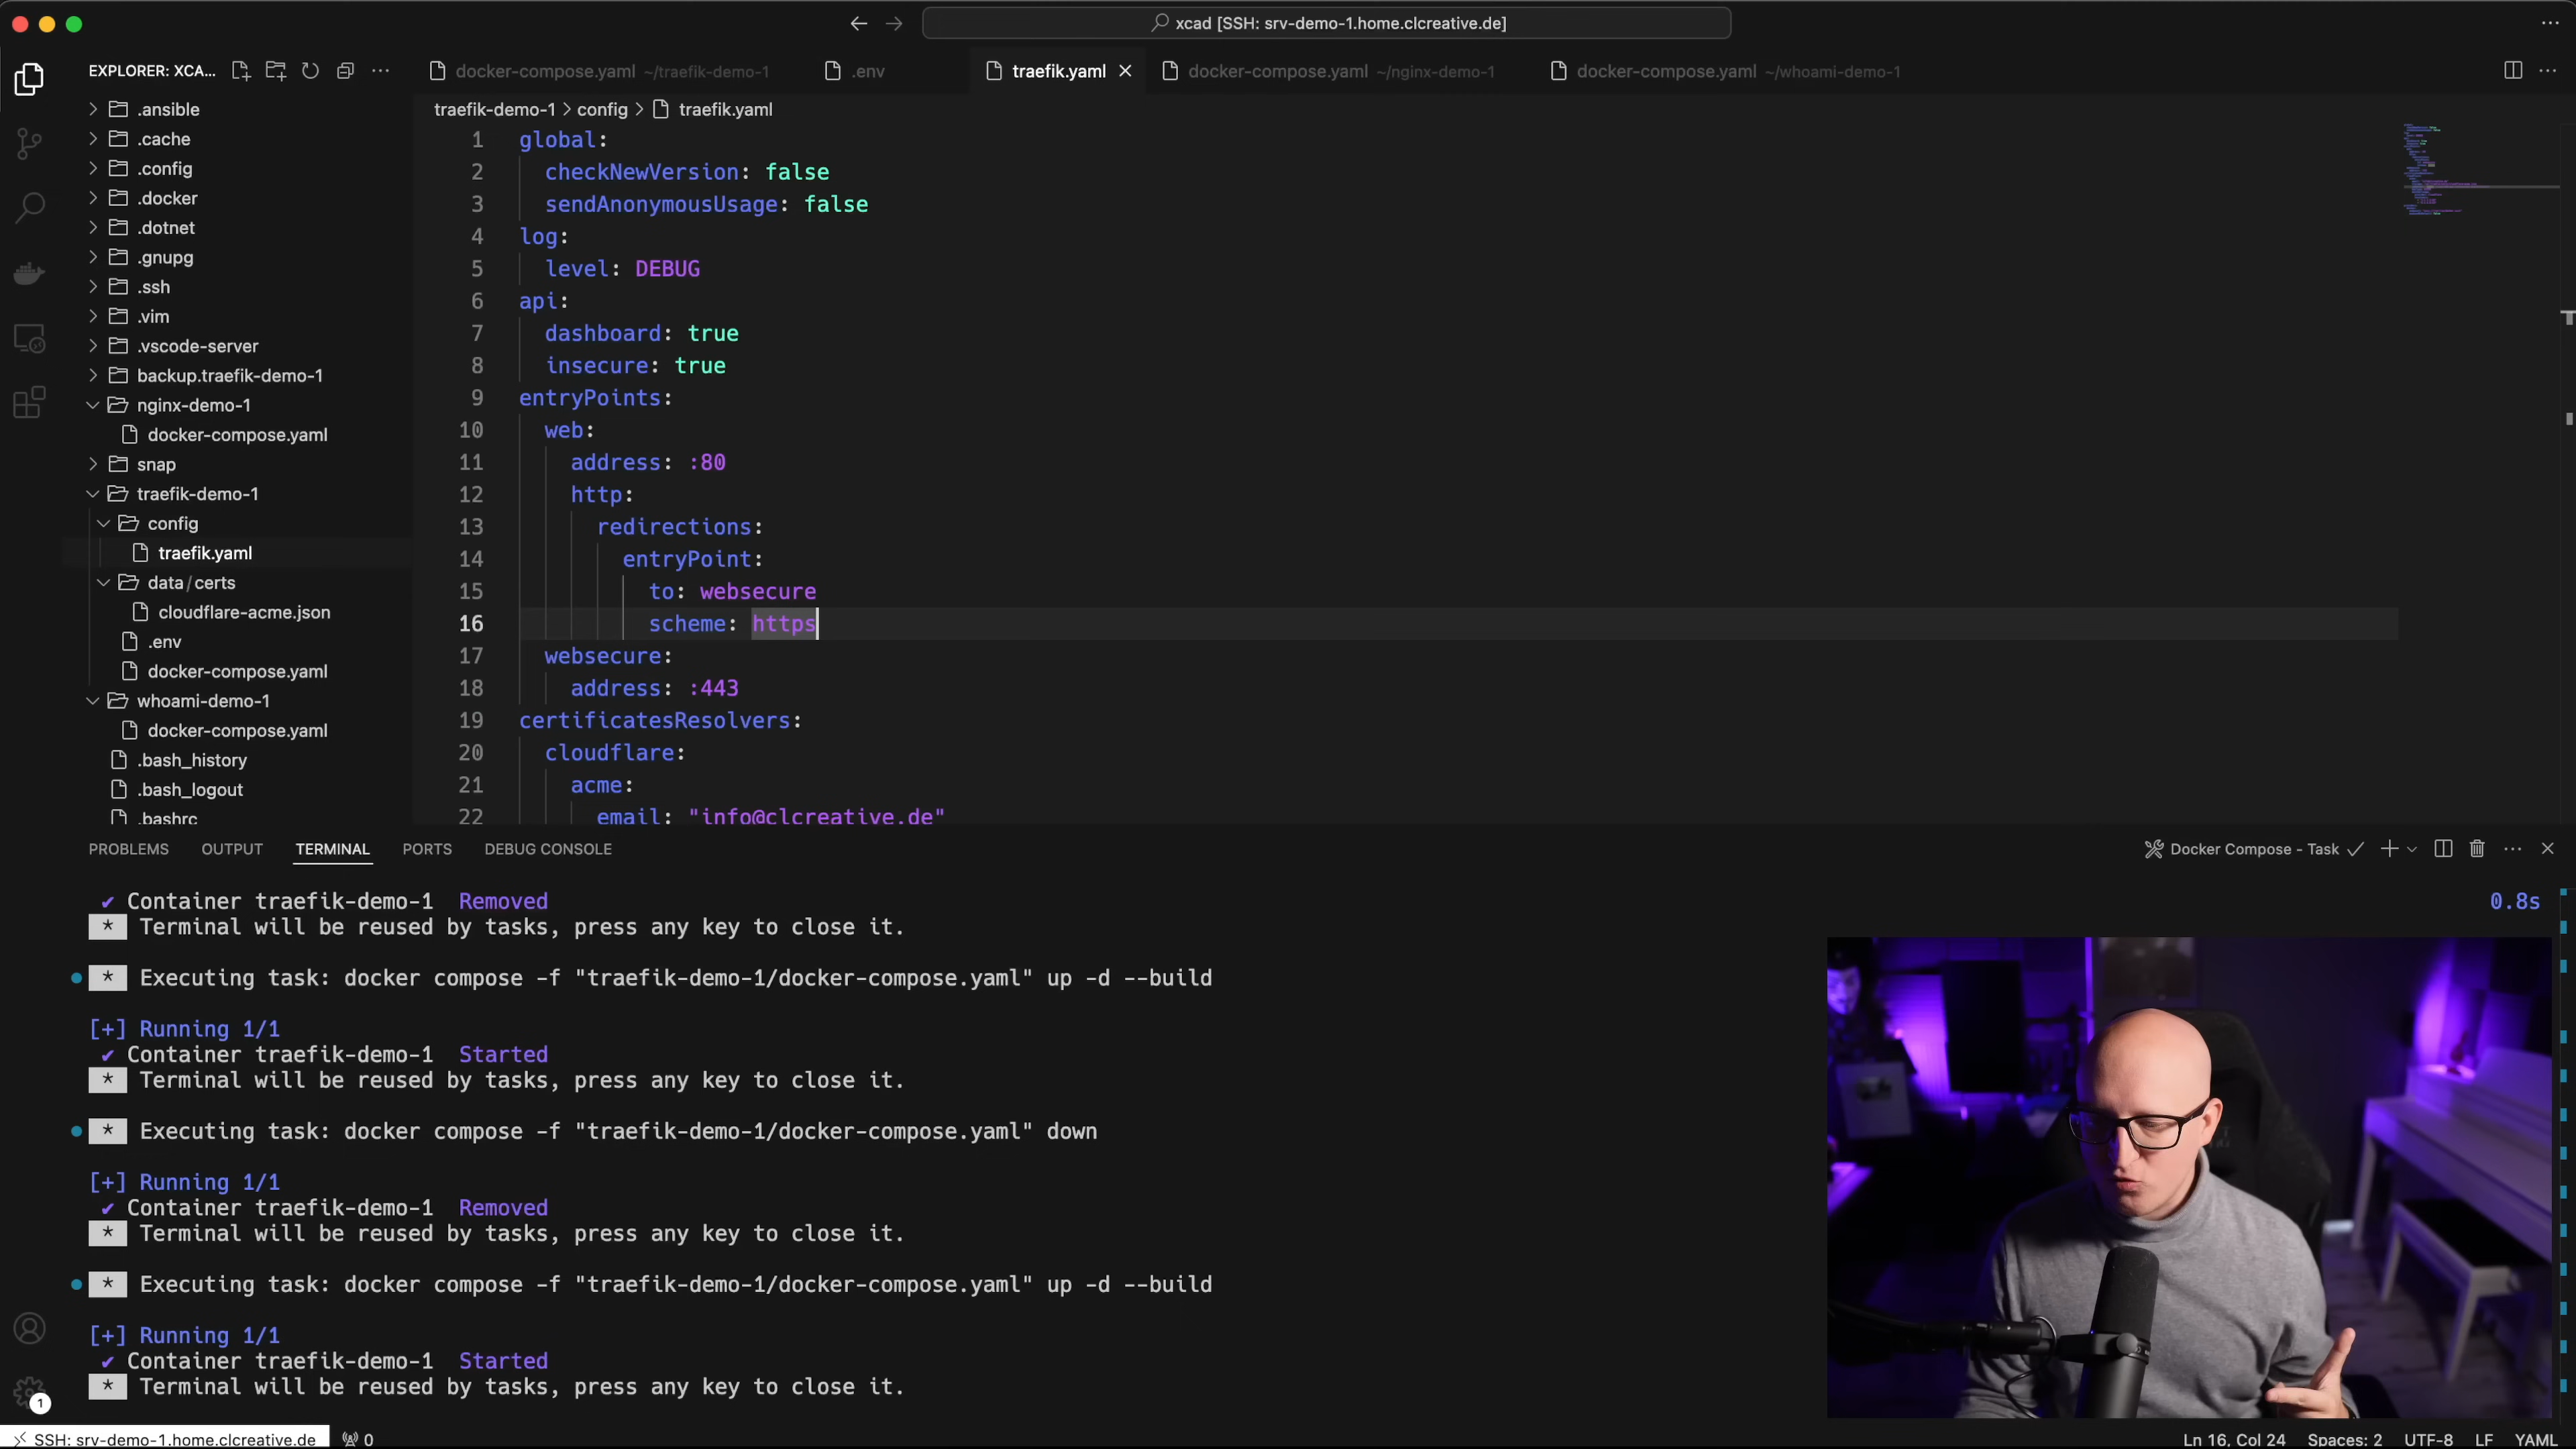 xcad [SSH: srv-demo-1.home.clcreative.de]
EXPLORER: XCA...
docker-compose.yaml ~/traefik-demo-1
.env
traefik.yaml
docker-compose.yaml ~/nginx-demo-1
docker-compose.yaml ~/whoami-demo-1
.ansible
.cache
.config
.docker
.dotnet
.gnupg
.ssh
.vim
.vscode-server
backup.traefik-demo-1
nginx-demo-1
docker-compose.yaml
snap
traefik-demo-1
config
traefik.yaml
data/certs
cloudflare-acme.json
.env
docker-compose.yaml
whoami-demo-1
docker-compose.yaml
.bash_history
.bash_logout
.bashrc
traefik-demo-1 > config > traefik.yaml
1 global:
2 checkNewVersion: false
3 sendAnonymousUsage: false
4 log:
5 level: DEBUG
6 api:
7 dashboard: true
8 insecure: true
9 entryPoints:
10 web:
11 address: :80
12 http:
13 redirections:
14 entryPoint:
15 to: websecure
16 scheme: https
17 websecure:
18 address: :443
19 certificatesResolvers:
20 cloudflare:
21 acme:
22 email: "info@clcreative.de"
PROBLEMS OUTPUT TERMINAL PORTS DEBUG CONSOLE
Docker Compose - Task
✔ Container traefik-demo-1 Removed 0.8s
* Terminal will be reused by tasks, press any key to close it.
* Executing task: docker compose -f "traefik-demo-1/docker-compose.yaml" up -d --build
[+] Running 1/1
✔ Container traefik-demo-1 Started
* Terminal will be reused by tasks, press any key to close it.
* Executing task: docker compose -f "traefik-demo-1/docker-compose.yaml" down
[+] Running 1/1
✔ Container traefik-demo-1 Removed
* Terminal will be reused by tasks, press any key to close it.
* Executing task: docker compose -f "traefik-demo-1/docker-compose.yaml" up -d --build
[+] Running 1/1
✔ Container traefik-demo-1 Started
* Terminal will be reused by tasks, press any key to close it.
1
SSH: srv-demo-1.home.clcreative.de 0 Ln 16, Col 24 Spaces: 2 UTF-8 LF YAML